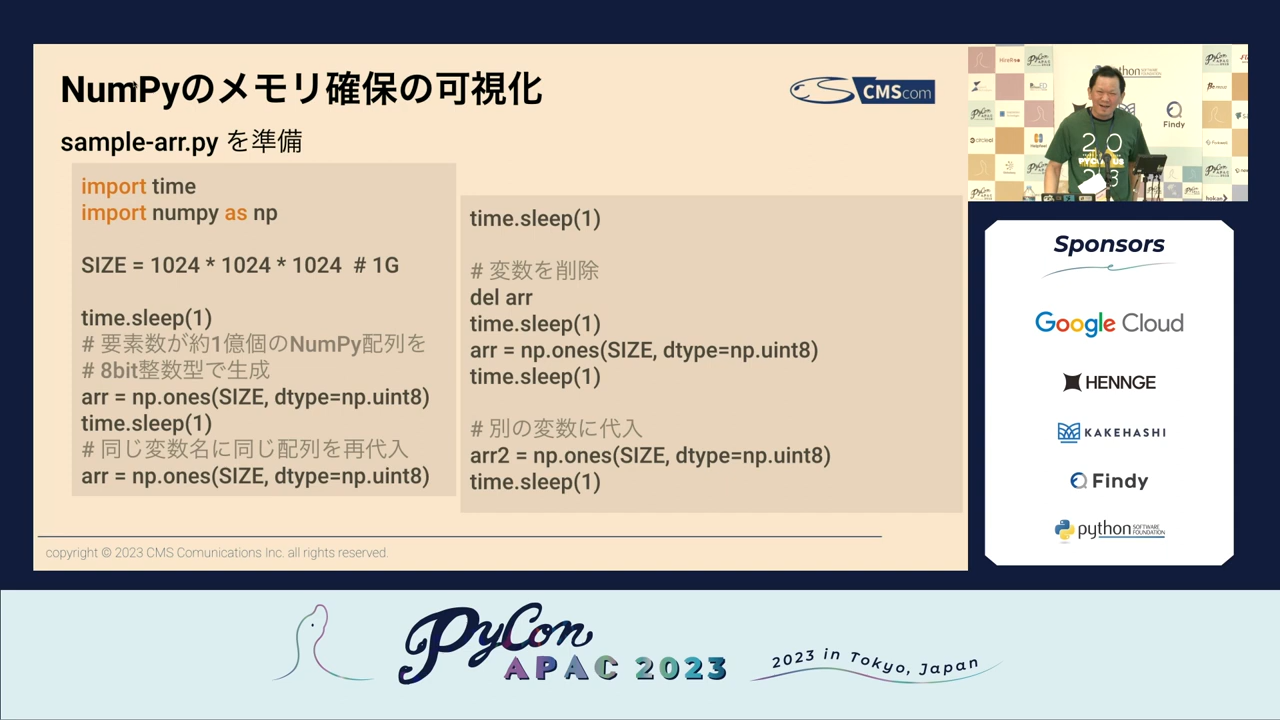 NumPyのメモリ確保の可視化
CMScom
sample-arr.py を準備
import time
import numpy as np
SIZE = 1024 * 1024 * 1024  # 1G
time.sleep(1)
# 要素数が約1億個のNumPy配列を
# 8bit整数型で生成
arr = np.ones(SIZE, dtype=np.uint8)
time.sleep(1)
# 同じ変数名に同じ配列を再代入
arr = np.ones(SIZE, dtype=np.uint8)
time.sleep(1)
# 変数を削除
del arr
time.sleep(1)
arr = np.ones(SIZE, dtype=np.uint8)
time.sleep(1)
# 別の変数に代入
arr2 = np.ones(SIZE, dtype=np.uint8)
time.sleep(1)
copyright © 2023 CMS Comunications Inc. all rights reserved.
python
Findy
20
23
Sponsors
Google Cloud
HENNGE
KAKEHASHI
Findy
python SOFTWARE FOUNDATION
PyCon
APAC 2023
2023 in Tokyo, Japan